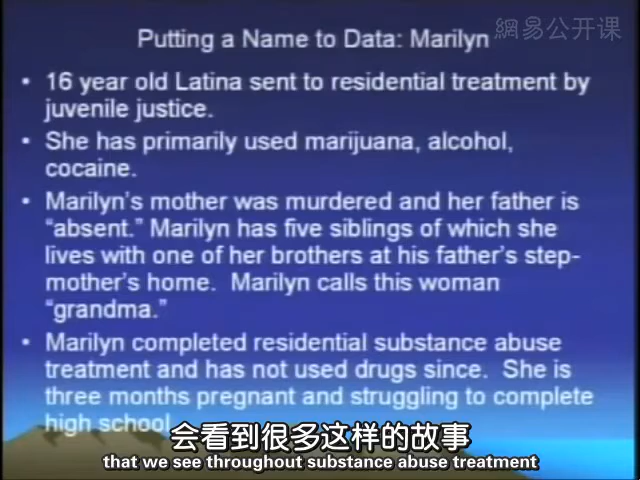 網易公开课
Putting a Name to Data: Marilyn
• 16 year old Latina sent to residential treatment by
juvenile justice.
• She has primarily used marijuana, alcohol,
cocaine.
• Marilyn's mother was murdered and her father is
“absent.” Marilyn has five siblings of which she
lives with one of her brothers at his father's step-
mother's home. Marilyn calls this woman
“grandma.”
• Marilyn completed residential substance abuse
treatment and has not used drugs since. She is
three months pregnant and struggling to complete
high school
会看到很多这样的故事
that we see throughout substance abuse treatment